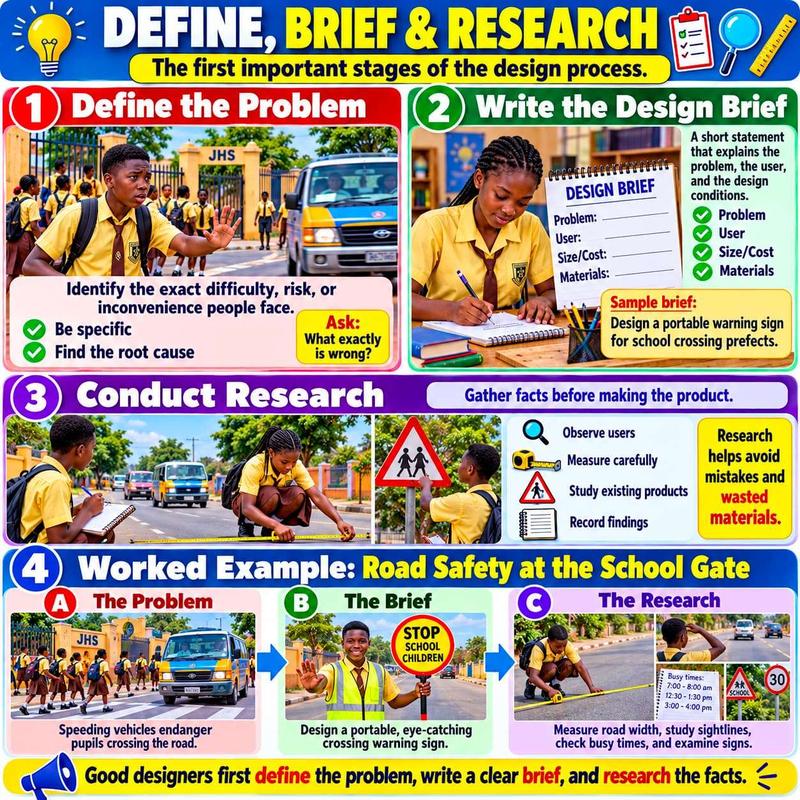 DEFINE, BRIEF & RESEARCH
The first important stages of the design process.
1 Define the Problem
JHS
Identify the exact difficulty, risk, or
inconvenience people face.
Be specific
Find the root cause
Ask:
What exactly
is wrong?
2 Write the Design Brief
DESIGN BRIEF
Problem:
User:
Size/Cost:
Materials:
A short statement
that explains the
problem, the user,
and the design
conditions.
Problem
User
Size/Cost
Materials
Sample brief:
Design a portable warning sign
for school crossing prefects.
3 Conduct Research
Gather facts before making the product.
Observe users
Measure carefully
Study existing products
Record findings
Research
helps avoid
mistakes and
wasted
materials.
4 Worked Example: Road Safety at the School Gate
A The Problem
JHS
Speeding vehicles endanger
pupils crossing the road.
B The Brief
STOP
SCHOOL
CHILDREN
Design a portable, eye-catching
crossing warning sign.
C The Research
Busy times:
7:00 - 8:00 am
12:30 - 1:30 pm
3:00 - 4:00 pm
SCHOOL
30
Measure road width, study sightlines,
check busy times, and examine signs.
Good designers first define the problem, write a clear brief, and research the facts.